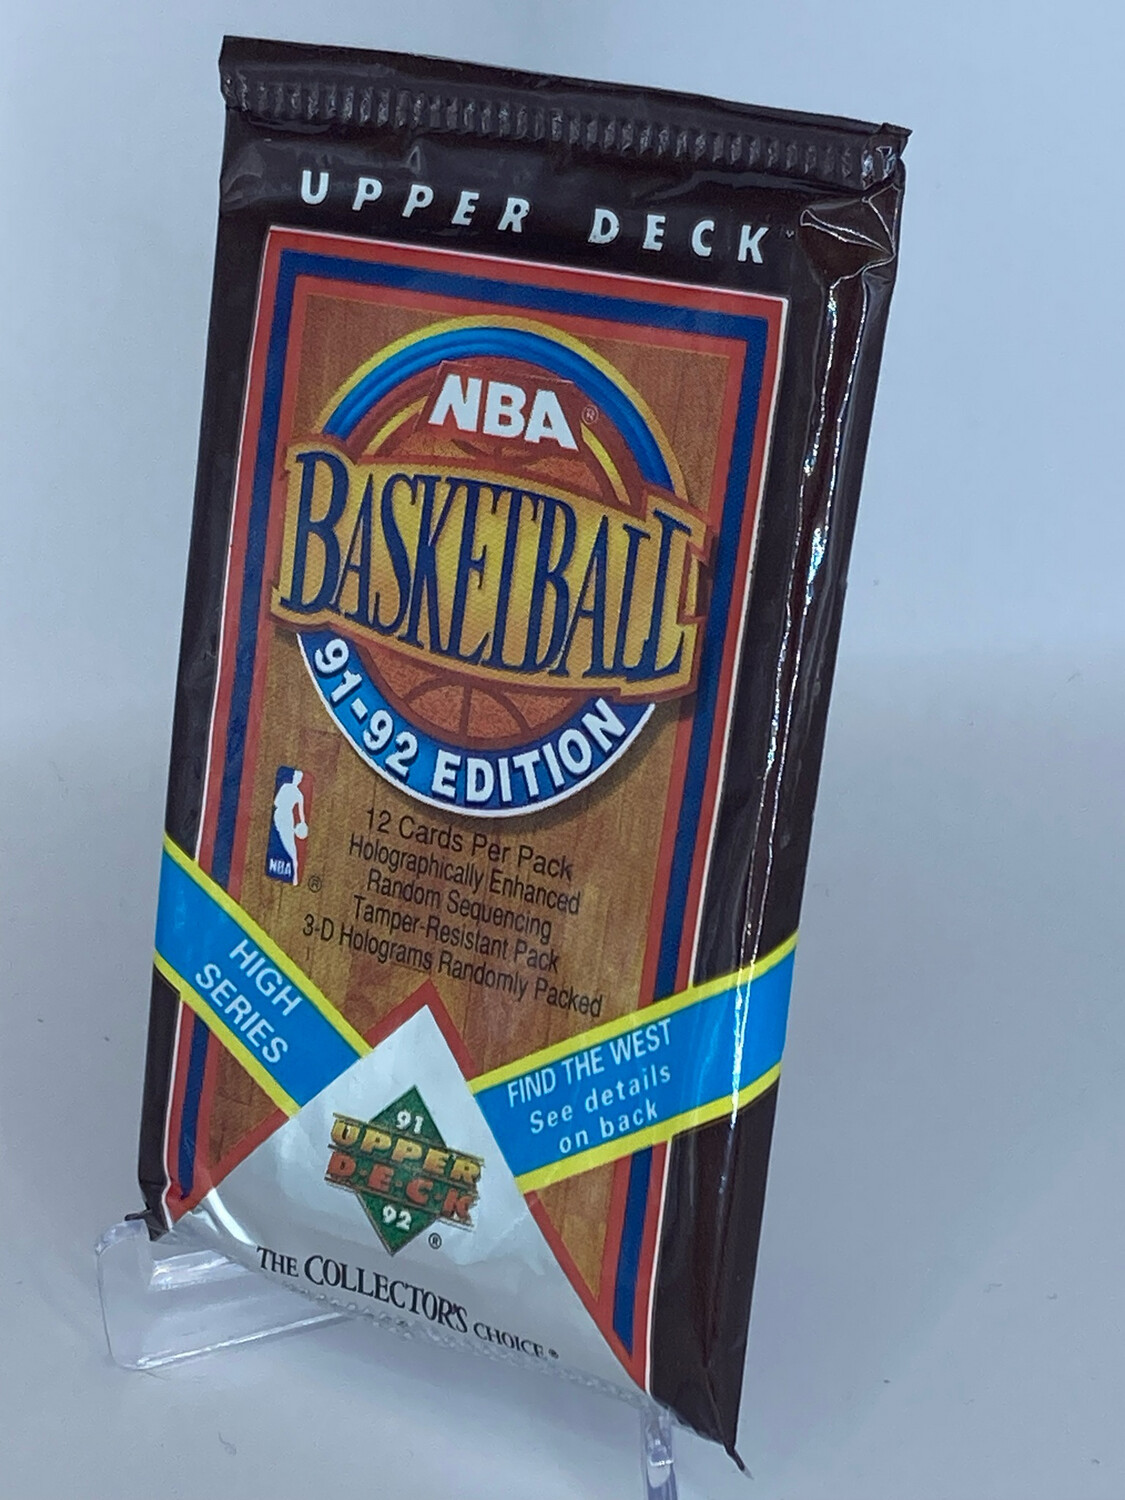 UPPER DECK
NBA®
BASKETBALL
91-92 EDITION
NBA
®
12 Cards Per Pack
Holographically Enhanced
Random Sequencing
Tamper-Resistant Pack
3-D Holograms Randomly Packed
HIGH
SERIES
FIND THE WEST
See details
on back
91
UPPER
D·E·C·K
92
®
THE COLLECTOR'S CHOICE®